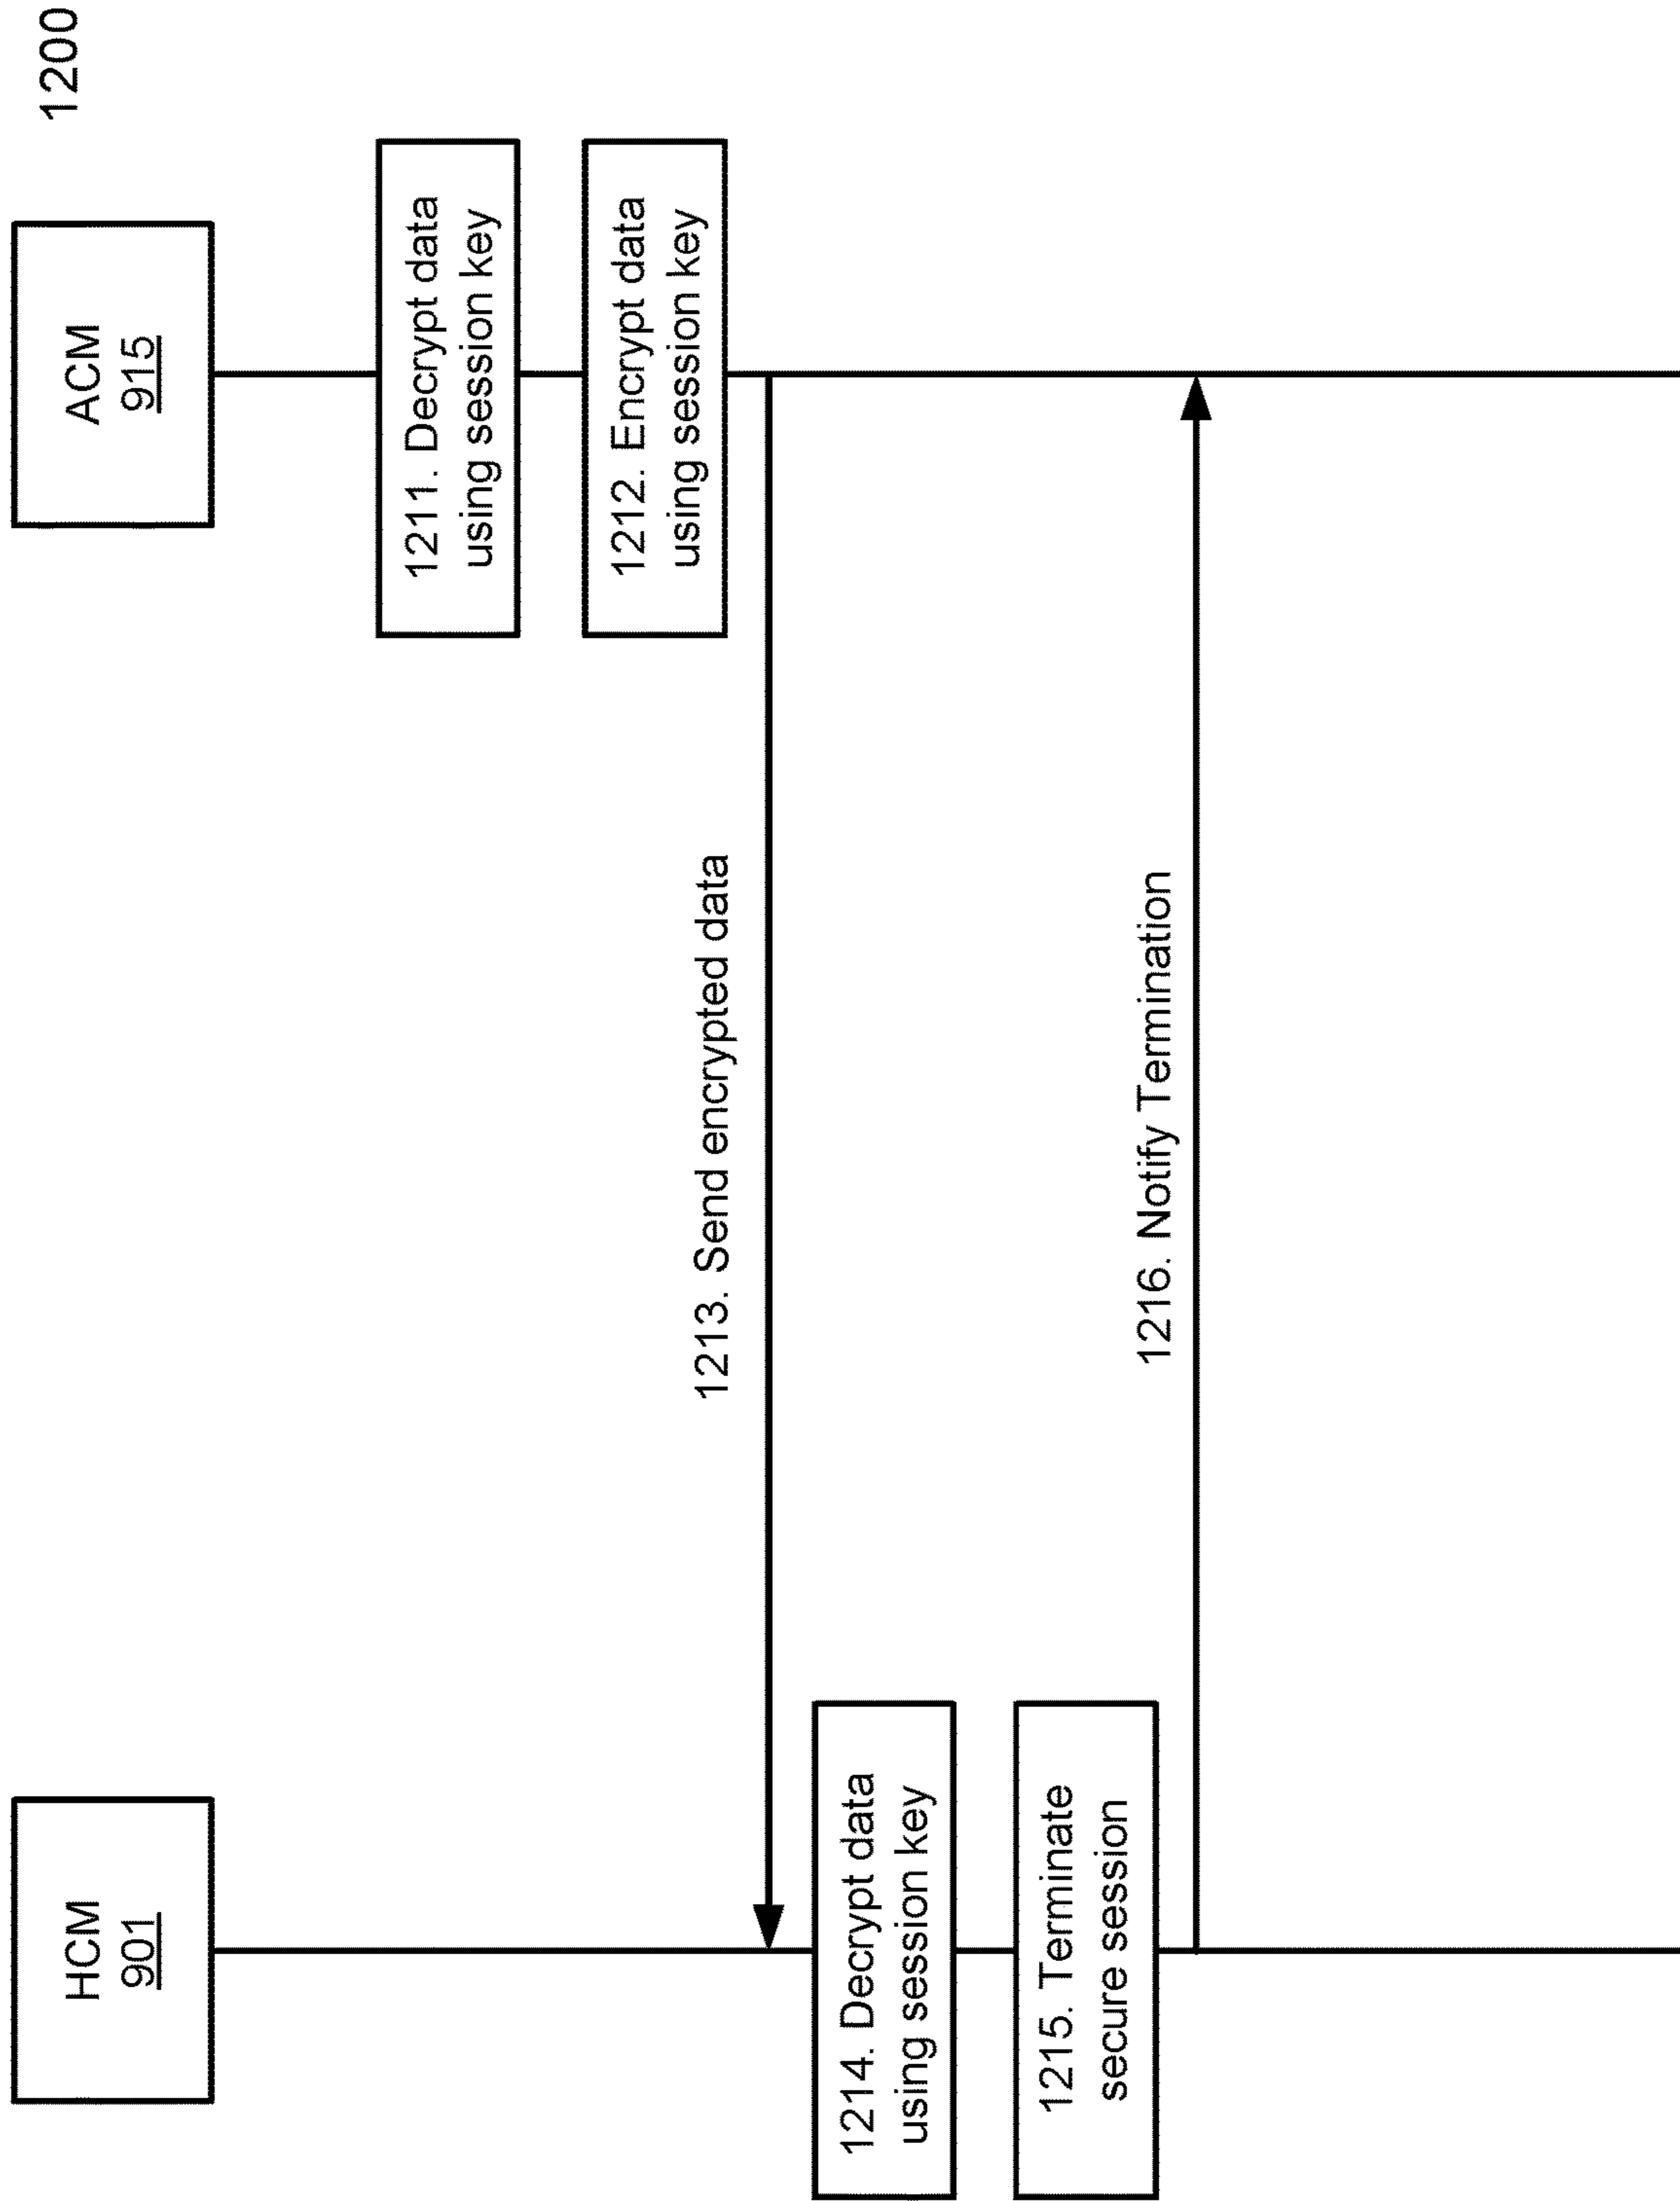 1200
HCM
901
ACM
915
1211. Decrypt data
using session key
1212. Encrypt data
using session key
1213. Send encrypted data
1214. Decrypt data
using session key
1215. Terminate
secure session
1216. Notify Termination